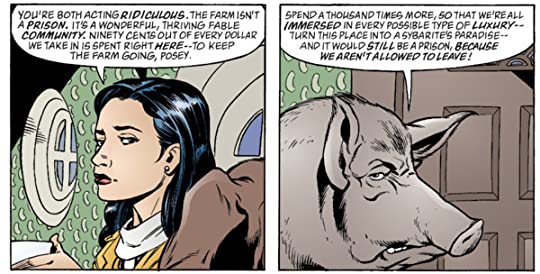 YOU'RE BOTH ACTING RIDICULOUS. THE FARM ISN'T
A PRISON. IT'S A WONDERFUL, THRIVING FABLE
COMMUNITY. NINETY CENTS OUT OF EVERY DOLLAR
WE TAKE IN IS SPENT RIGHT HERE--TO KEEP
THE FARM GOING, POSEY.
SPEND A THOUSAND TIMES MORE, SO THAT WE'RE ALL
IMMERSED IN EVERY POSSIBLE TYPE OF LUXURY--
TURN THIS PLACE INTO A SYBARITE'S PARADISE--
AND IT WOULD STILL BE A PRISON, BECAUSE
WE AREN'T ALLOWED TO LEAVE!